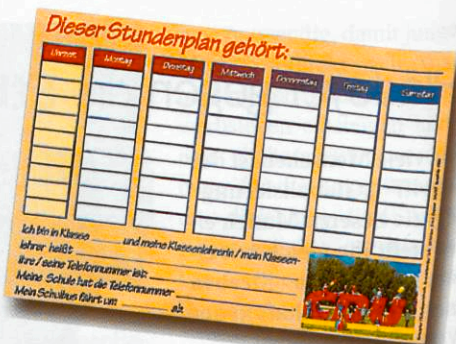 Dieser Stundenplan gehört:
Uhrzeit Montag Dienstag Mittwoch Donnerstag Freitag Samstag
Ich bin in Klasse und meine Klassenlehrerin / mein Klassen-
lehrer heißt
Ihre / seine Telefonnummer ist:
Meine Schule hat die Telefonnummer
Mein Schulbus fährt um ab